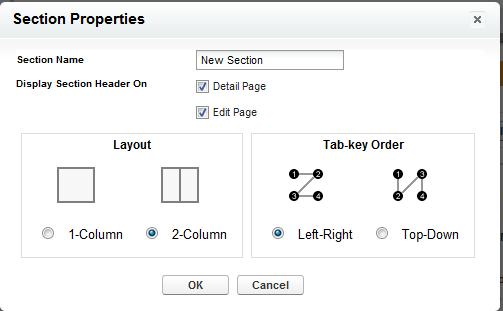 Section Properties
Section Name New Section
Display Section Header On Detail Page
Edit Page
Layout Tab-key Order
1 2 1 3
3 4 2 4
1-Column 2-Column Left-Right Top-Down
OK Cancel